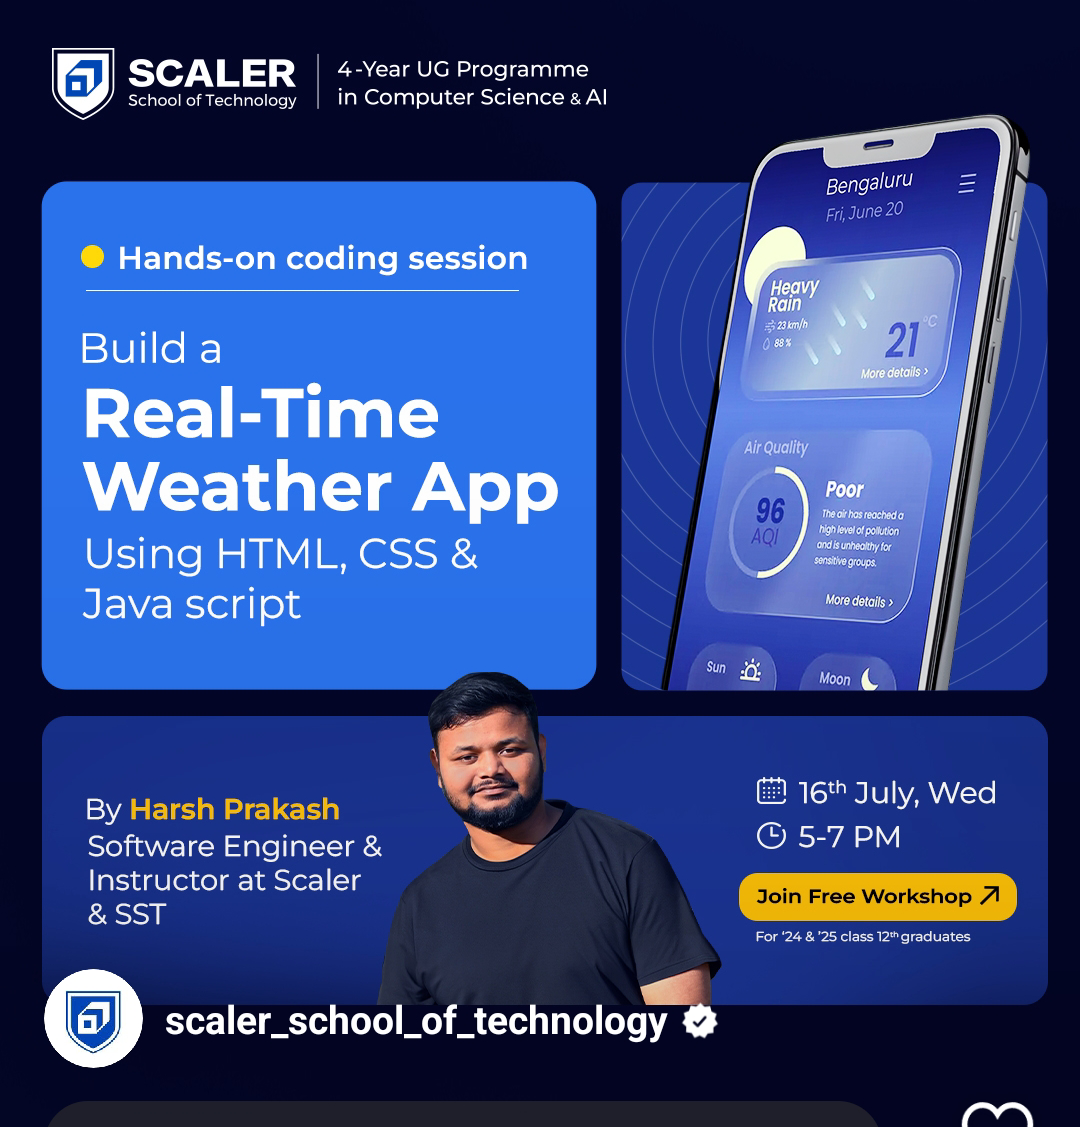 SCALER
School of Technology
4-Year UG Programme
in Computer Science & AI
Hands-on coding session
Build a
Real-Time
Weather App
Using HTML, CSS &
Java script
Bengaluru
Fri, June 20
Heavy
Rain
23 km/h
88 %
21 °C
More details >
Air Quality
96
AQI
Poor
The air has reached a
high level of pollution
and is unhealthy for
sensitive groups.
More details >
Sun
Moon
By Harsh Prakash
Software Engineer &
Instructor at Scaler
& SST
16th July, Wed
5-7 PM
Join Free Workshop
For ‘24 & ’25 class 12th graduates
scaler_school_of_technology